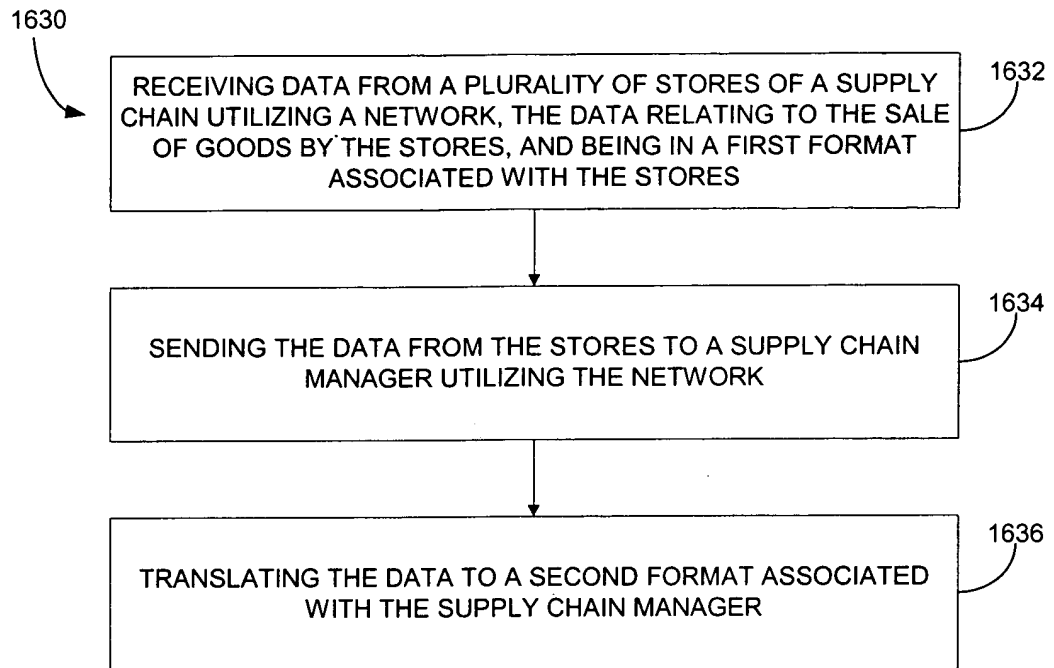 1630
RECEIVING DATA FROM A PLURALITY OF STORES OF A SUPPLY
CHAIN UTILIZING A NETWORK, THE DATA RELATING TO THE SALE
OF GOODS BY THE STORES, AND BEING IN A FIRST FORMAT
ASSOCIATED WITH THE STORES
1632
SENDING THE DATA FROM THE STORES TO A SUPPLY CHAIN
MANAGER UTILIZING THE NETWORK
1634
TRANSLATING THE DATA TO A SECOND FORMAT ASSOCIATED
WITH THE SUPPLY CHAIN MANAGER
1636